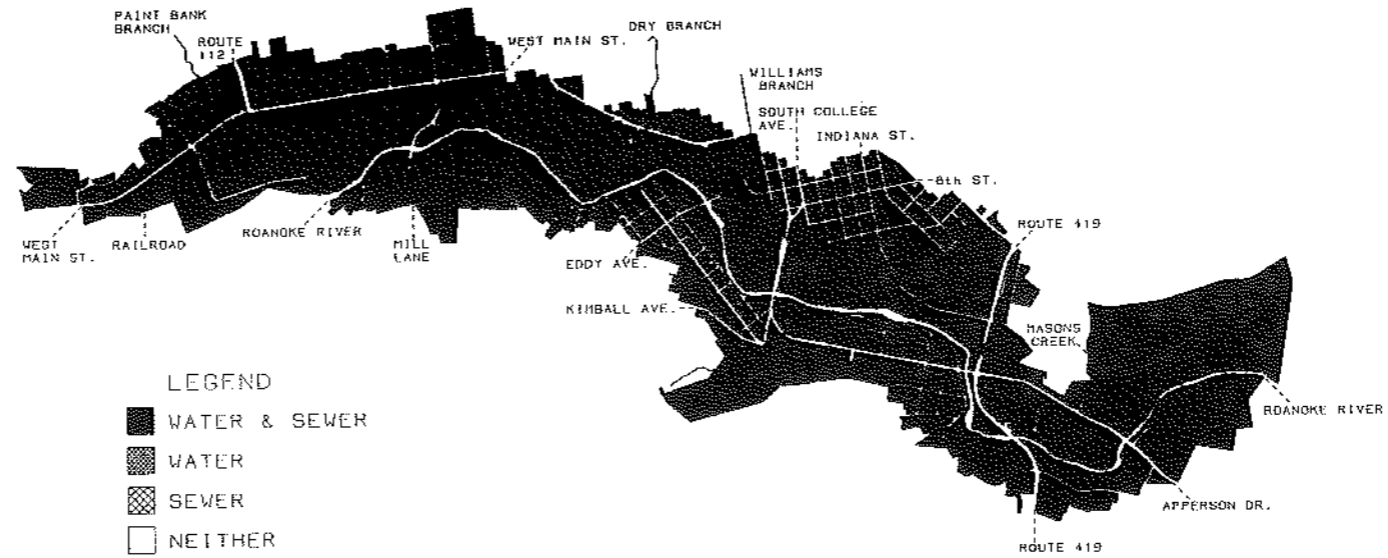 PAINT BANK
BRANCH
ROUTE
112
WEST MAIN ST.
DRY BRANCH
WILLIAMS
BRANCH
SOUTH COLLEGE
AVE.
INDIANA ST.
8th ST.
ROUTE 419
WEST
MAIN ST.
RAILROAD
ROANOKE RIVER
MILL
LANE
EDDY AVE.
KIMBALL AVE.
MASONS
CREEK
ROANOKE RIVER
APPERSON DR.
ROUTE 419
LEGEND
WATER & SEWER
WATER
SEWER
NEITHER